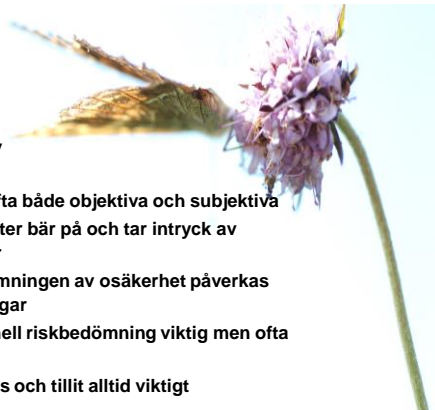 fta både objektiva och subjektiva
ter bär på och tar intryck av
mningen av osäkerhet påverkas
gar
ell riskbedömning viktig men ofta
s och tillit alltid viktigt